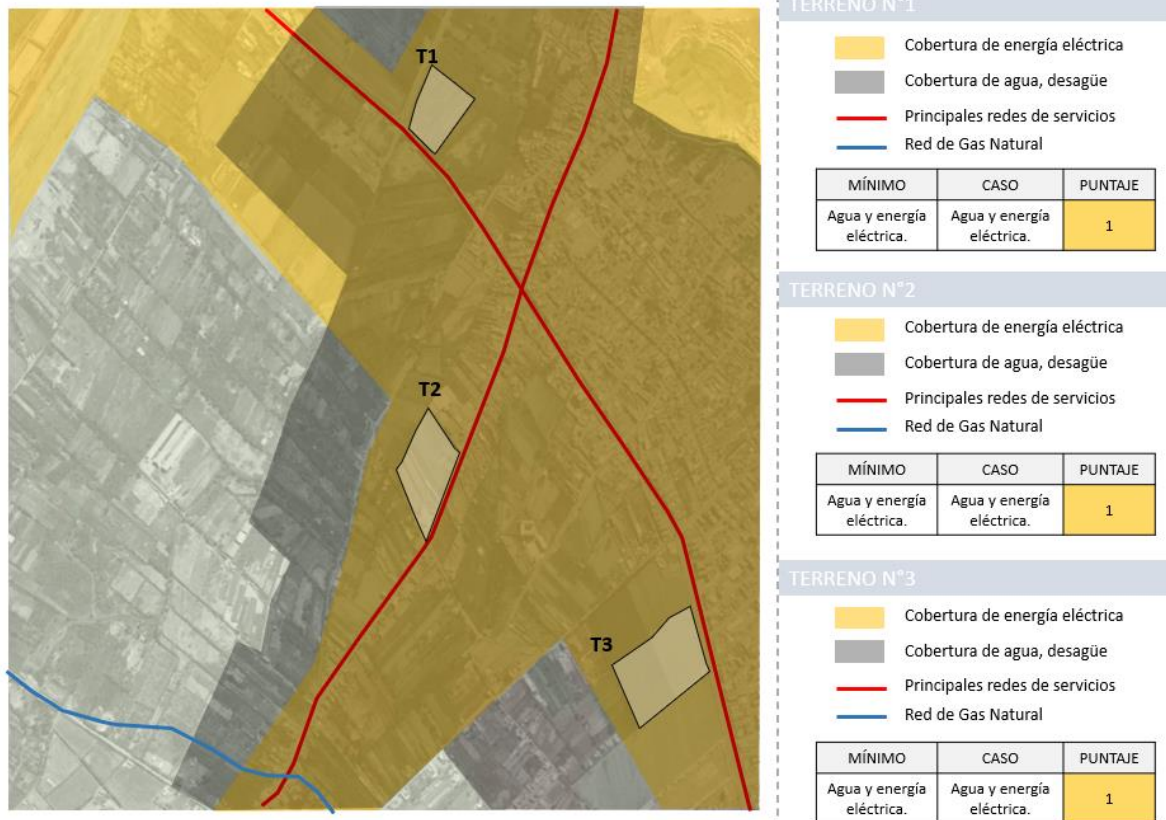 T1
T2
T3
TERRENO N°1
Cobertura de energía eléctrica
Cobertura de agua, desagüe
Principales redes de servicios
Red de Gas Natural
MÍNIMO CASO PUNTAJE
Agua y energía Agua y energía 1
eléctrica. eléctrica.
TERRENO N°2
Cobertura de energía eléctrica
Cobertura de agua, desagüe
Principales redes de servicios
Red de Gas Natural
MÍNIMO CASO PUNTAJE
Agua y energía Agua y energía 1
eléctrica. eléctrica.
TERRENO N°3
Cobertura de energía eléctrica
Cobertura de agua, desagüe
Principales redes de servicios
Red de Gas Natural
MÍNIMO CASO PUNTAJE
Agua y energía Agua y energía 1
eléctrica. eléctrica.